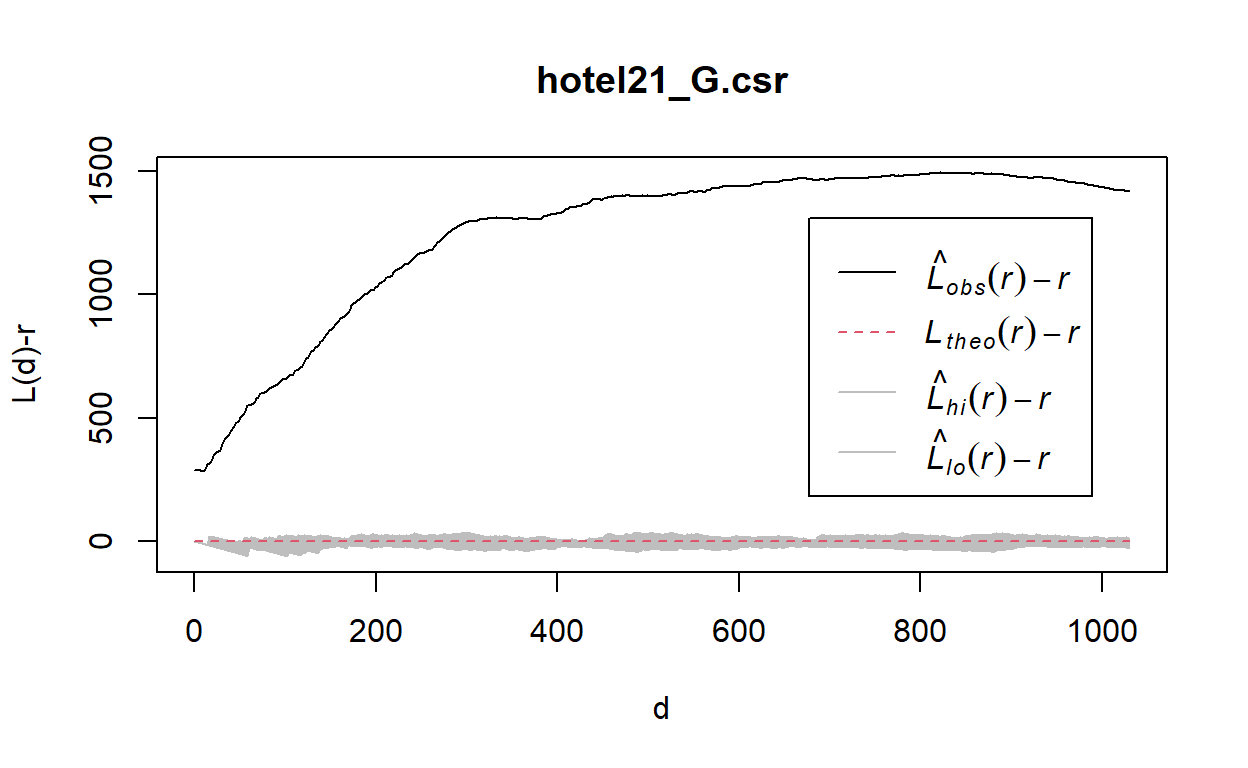 hotel21_G.csr
L(d)-r
1500
1000
500
0
L̂obs(r) − r
Ltheo(r) − r
L̂hi(r) − r
L̂lo(r) − r
0 200 400 600 800 1000
d